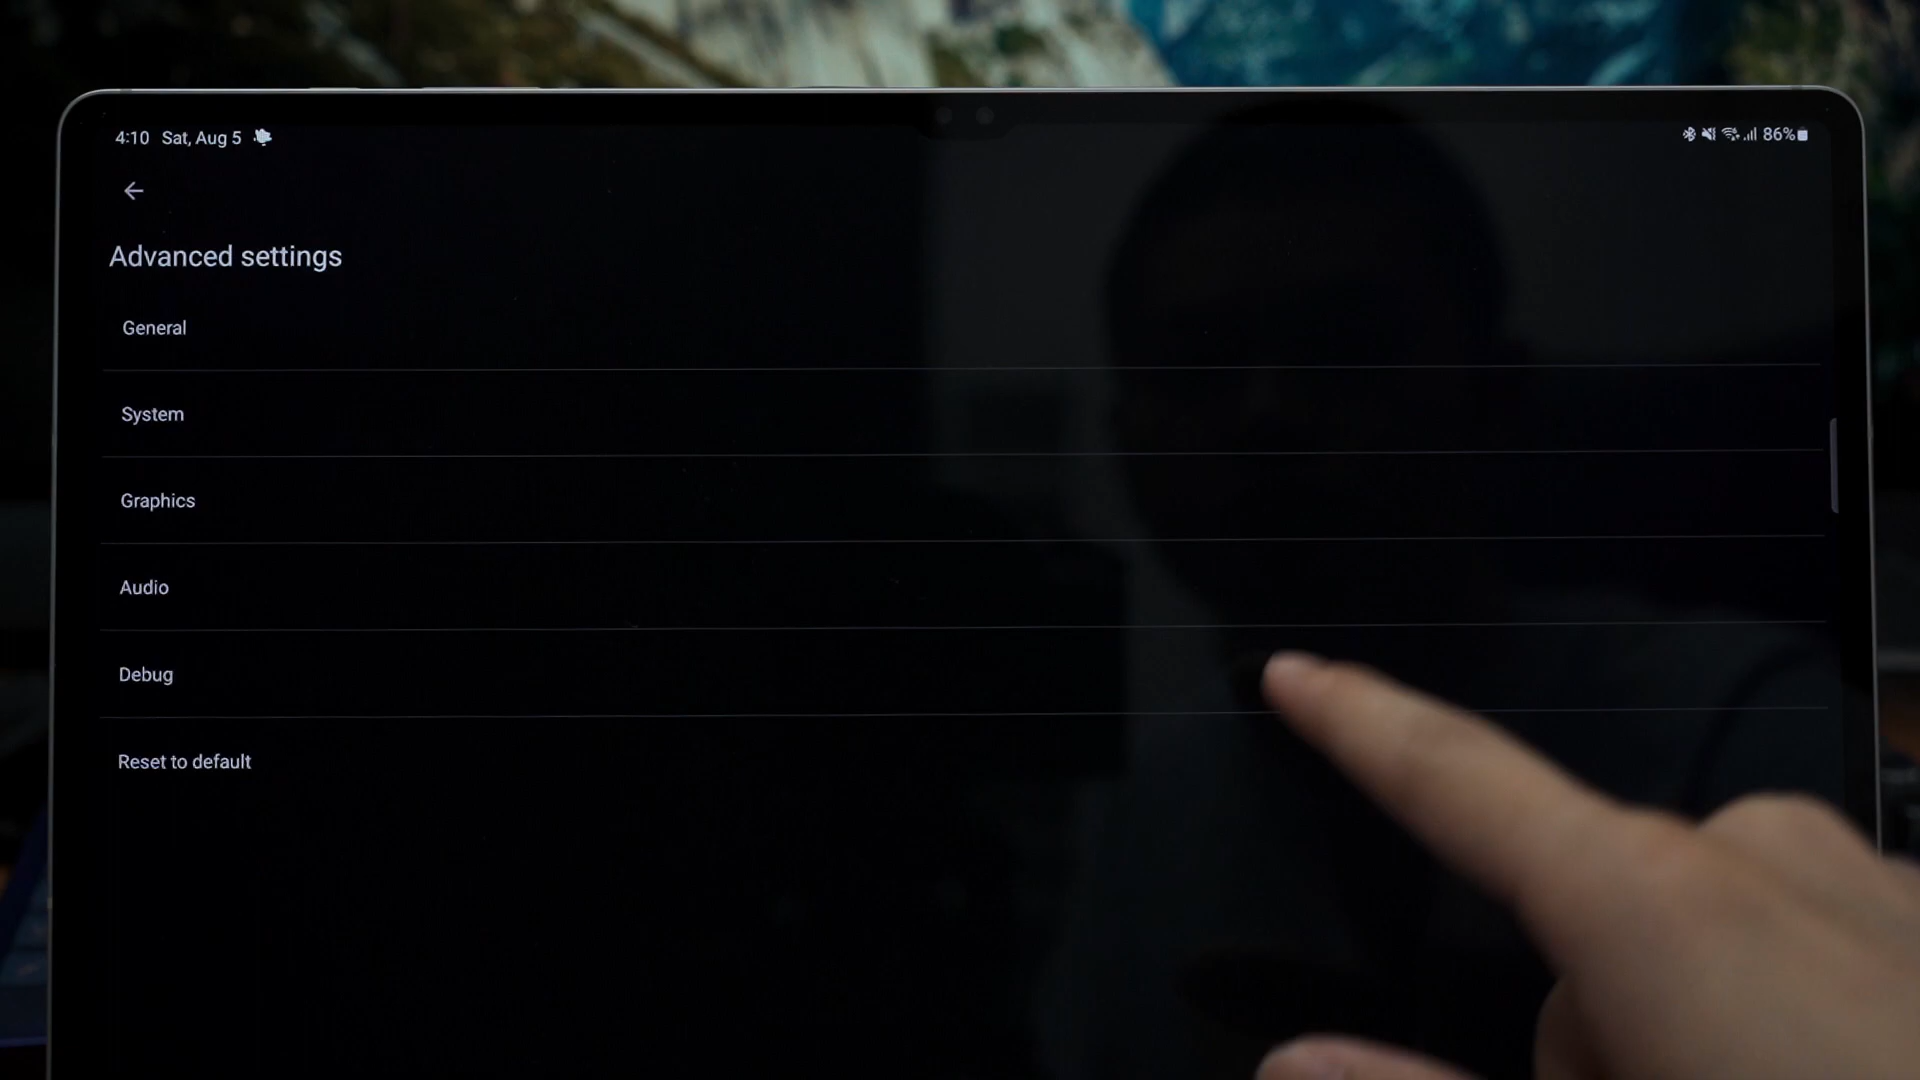 4:10 Sat, Aug 5 86%
Advanced settings
General
System
Graphics
Audio
Debug
Reset to default